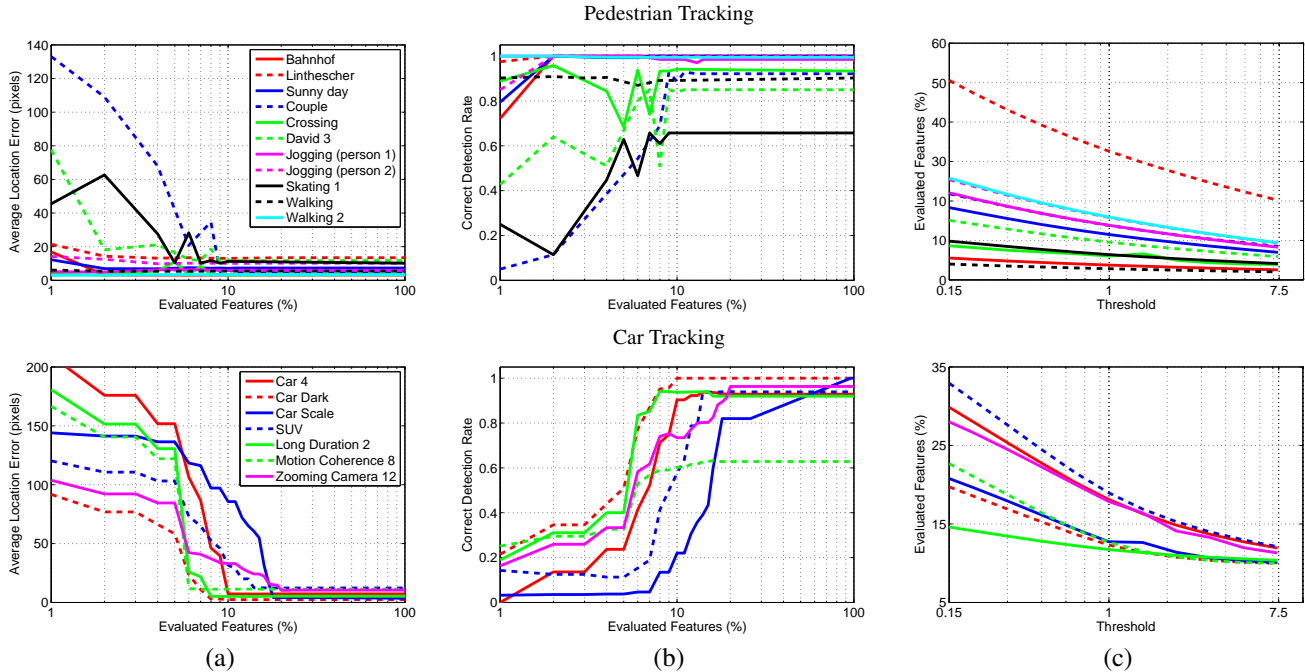 Pedestrian Tracking
140
120
100
80
60
40
20
0
1
10
100
Average Location Error (pixels)
Evaluated Features (%)
Bahnhof
Linthescher
Sunny day
Couple
Crossing
David 3
Jogging (person 1)
Jogging (person 2)
Skating 1
Walking
Walking 2
1
0.8
0.6
0.4
0.2
0
1
10
100
Correct Detection Rate
Evaluated Features (%)
60
50
30
30
10
10
0
0.15
1
7.5
Evaluated Features (%)
Threshold
Car Tracking
200
150
100
50
0
1
10
100
Average Location Error (pixels)
Evaluated Features (%)
Car 4
Car Dark
Car Scale
SUV
Long Duration 2
Motion Coherence 8
Zooming Camera 12
1
0.8
0.6
0.4
0.2
0
1
10
100
Correct Detection Rate
Evaluated Features (%)
35
25
15
5
0.15
1
7.5
Evaluated Features (%)
Threshold
(a)
(b)
(c)